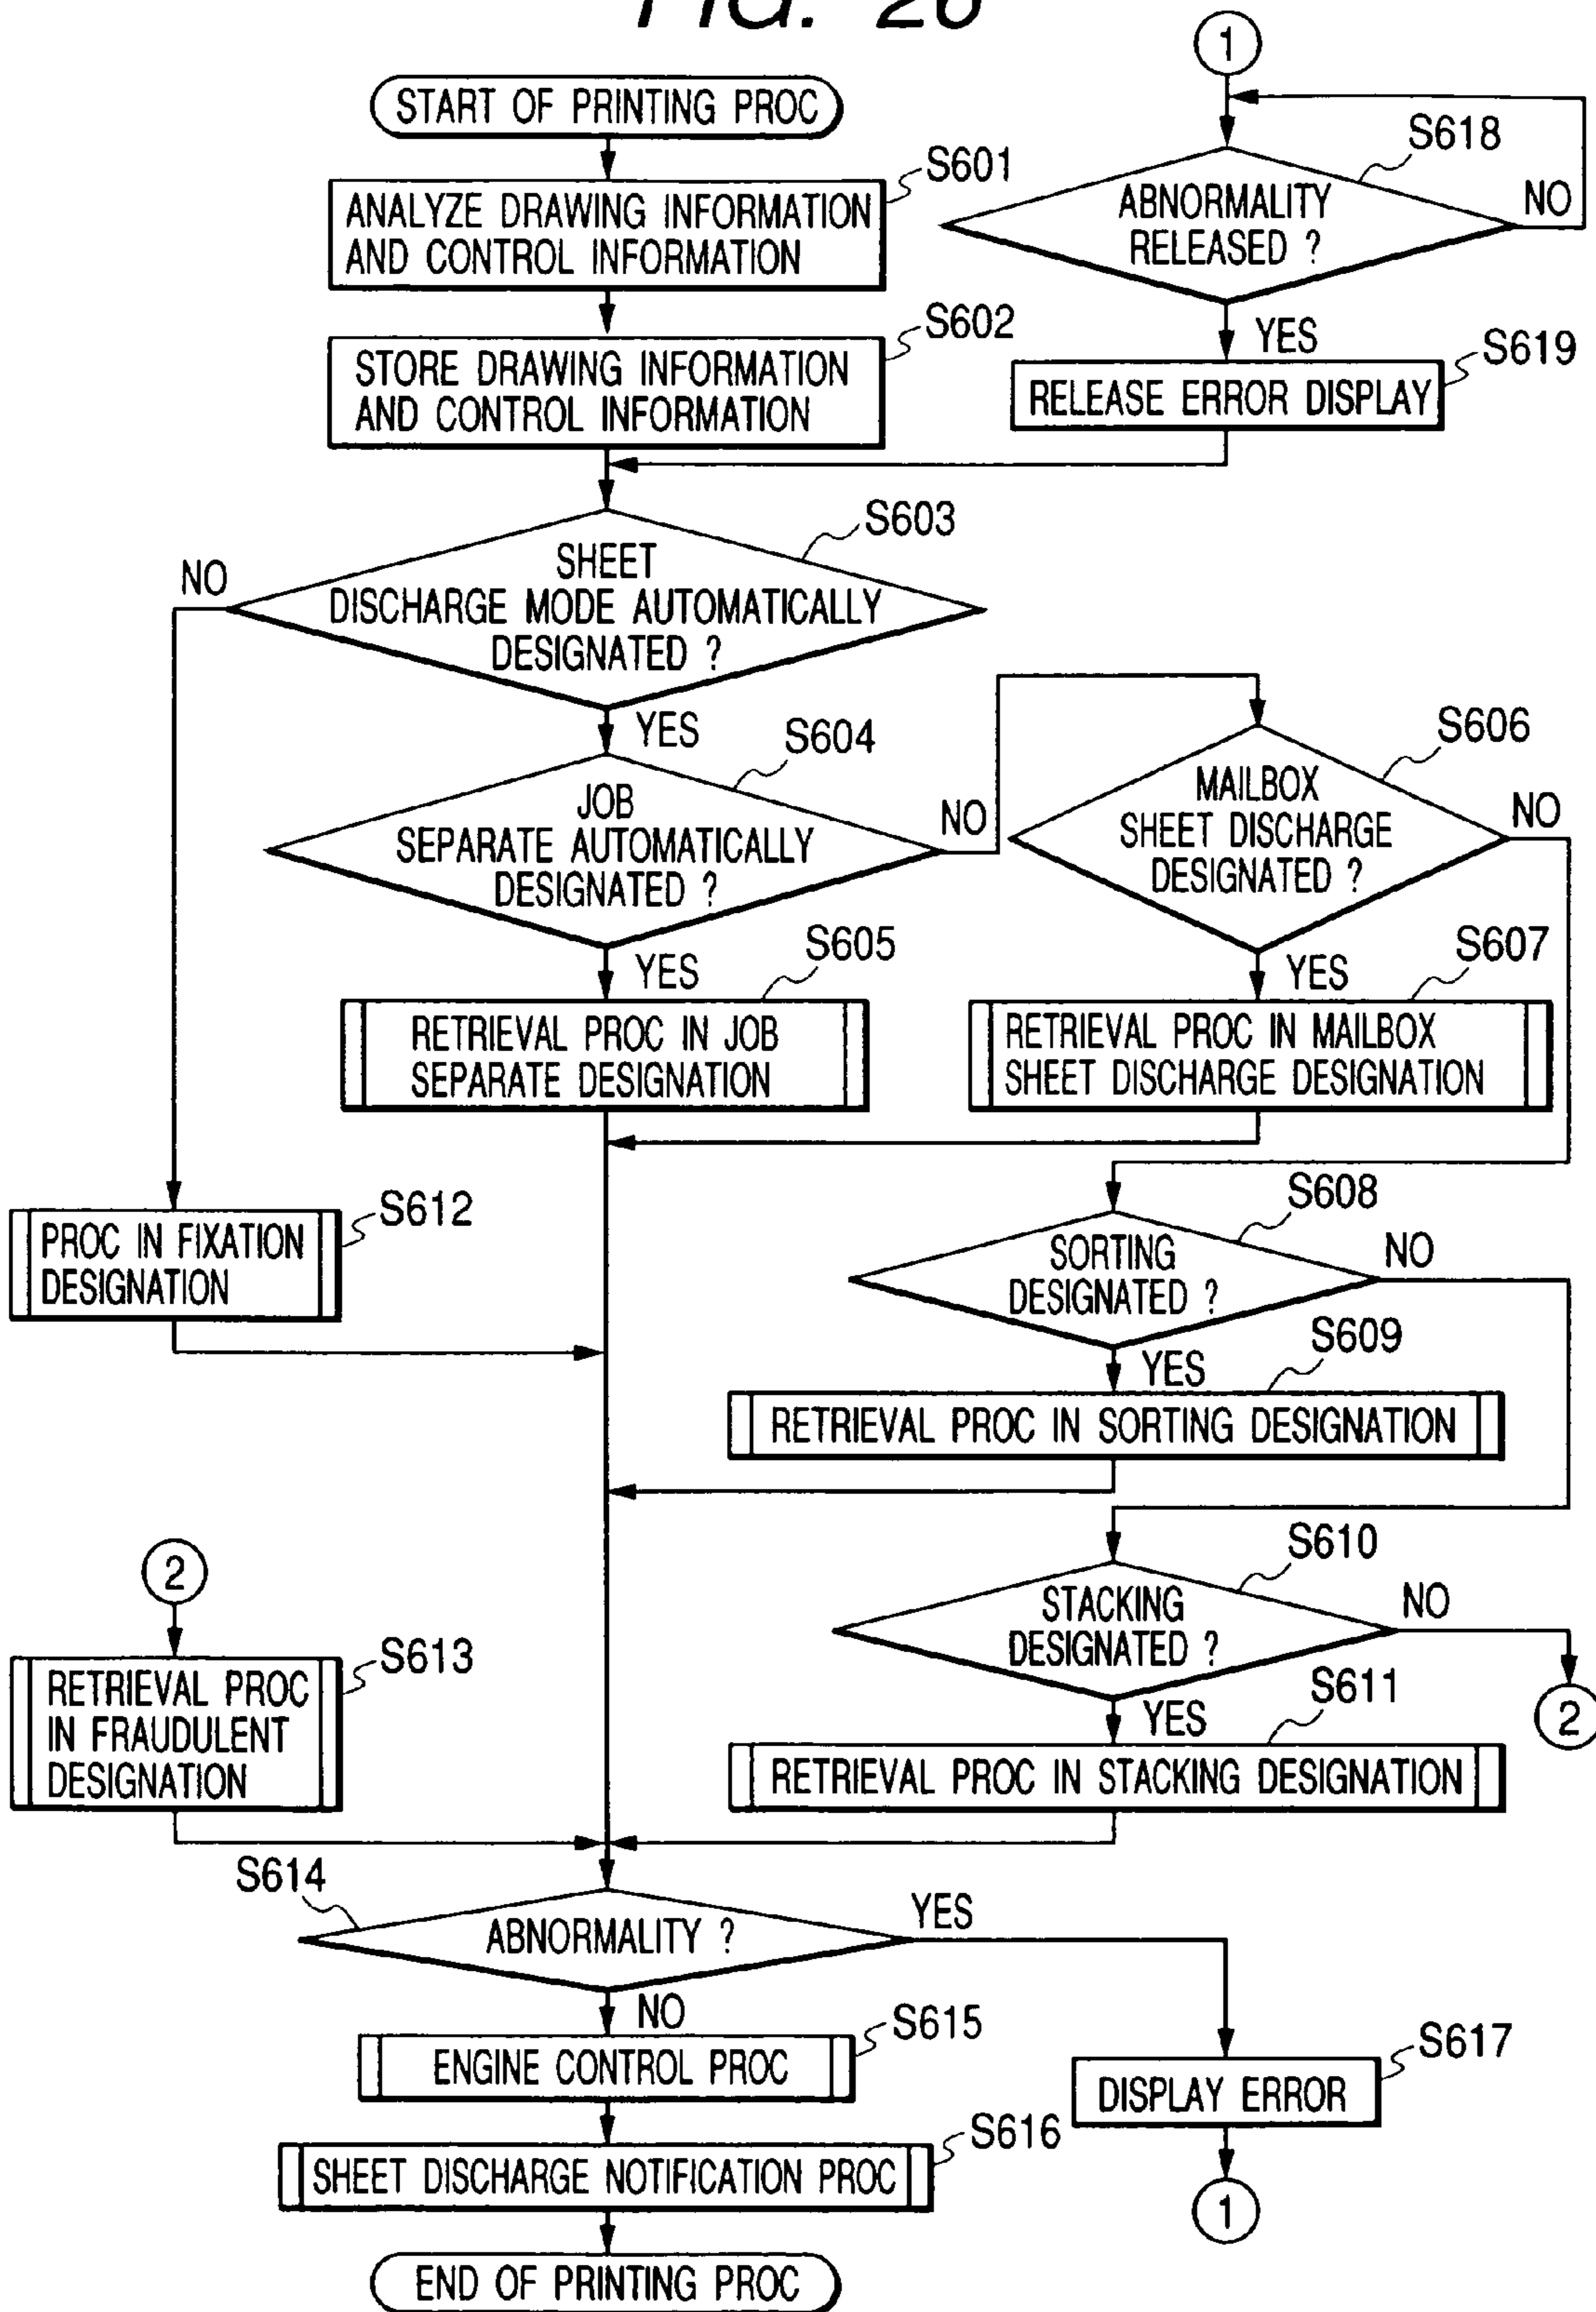 FIG. 26
START OF PRINTING PROC
S601
ANALYZE DRAWING INFORMATION
AND CONTROL INFORMATION
S602
STORE DRAWING INFORMATION
AND CONTROL INFORMATION
1
S618
ABNORMALITY
RELEASED ?
NO
YES
S619
RELEASE ERROR DISPLAY
S603
SHEET
DISCHARGE MODE AUTOMATICALLY
DESIGNATED ?
NO
YES
S604
JOB
SEPARATE AUTOMATICALLY
DESIGNATED ?
NO
YES
S605
RETRIEVAL PROC IN JOB
SEPARATE DESIGNATION
S606
MAILBOX
SHEET DISCHARGE
DESIGNATED ?
NO
YES
S607
RETRIEVAL PROC IN MAILBOX
SHEET DISCHARGE DESIGNATION
S612
PROC IN FIXATION
DESIGNATION
S608
SORTING
DESIGNATED ?
NO
YES
S609
RETRIEVAL PROC IN SORTING DESIGNATION
S610
STACKING
DESIGNATED ?
NO
2
YES
S611
RETRIEVAL PROC IN STACKING DESIGNATION
2
S613
RETRIEVAL PROC
IN FRAUDULENT
DESIGNATION
S614
ABNORMALITY ?
YES
NO
S615
ENGINE CONTROL PROC
S616
SHEET DISCHARGE NOTIFICATION PROC
S617
DISPLAY ERROR
1
END OF PRINTING PROC